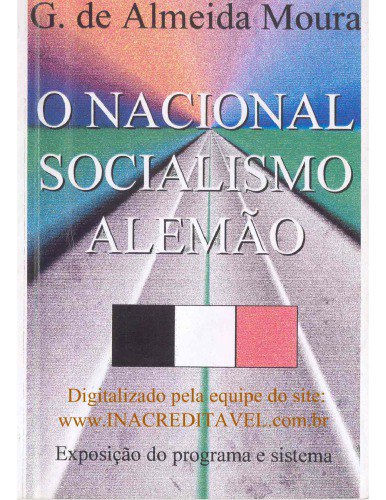 G. de Almeida Moura
O NACIONAL
SOCIALISMO
ALEMÃO
Digitalizado pela equipe do site:
www.INACREDITAVEL.com.br
Exposição do programa e sistema